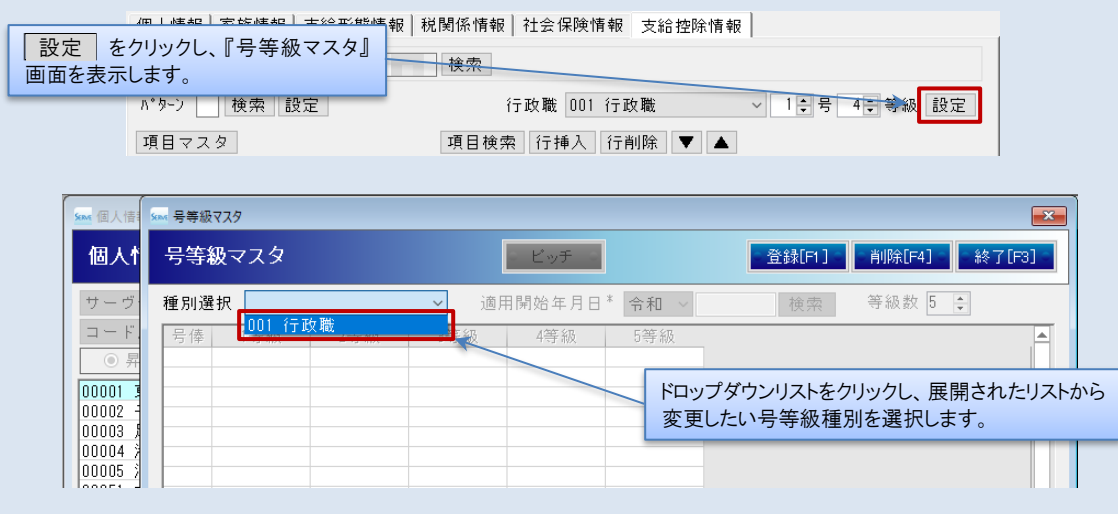 個人情報 家族情報 支給形態情報 税関係情報 社会保険情報 支給控除情報
設定 をクリックし、『号等級マスタ』
画面を表示します。
検索
ﾊﾟﾀｰﾝ 検索 設定 行政職 001 行政職 1 号 4 等級 設定
項目マスタ 項目検索 行挿入 行削除 ▼ ▲
SERVE 個人情 SERVE 号等級ﾏｽﾀ
個人 号等級マスタ ピッチ 登録[F1] 削除[F4] 終了[F3]
サーヴ 種別選択 適用開始年月日* 令和 検索 等級数 5
コード 001 行政職
号俸 4等級 5等級
昇
00001
00002
00003
00004
00005
ドロップダウンリストをクリックし、展開されたリストから
変更したい号等級種別を選択します。